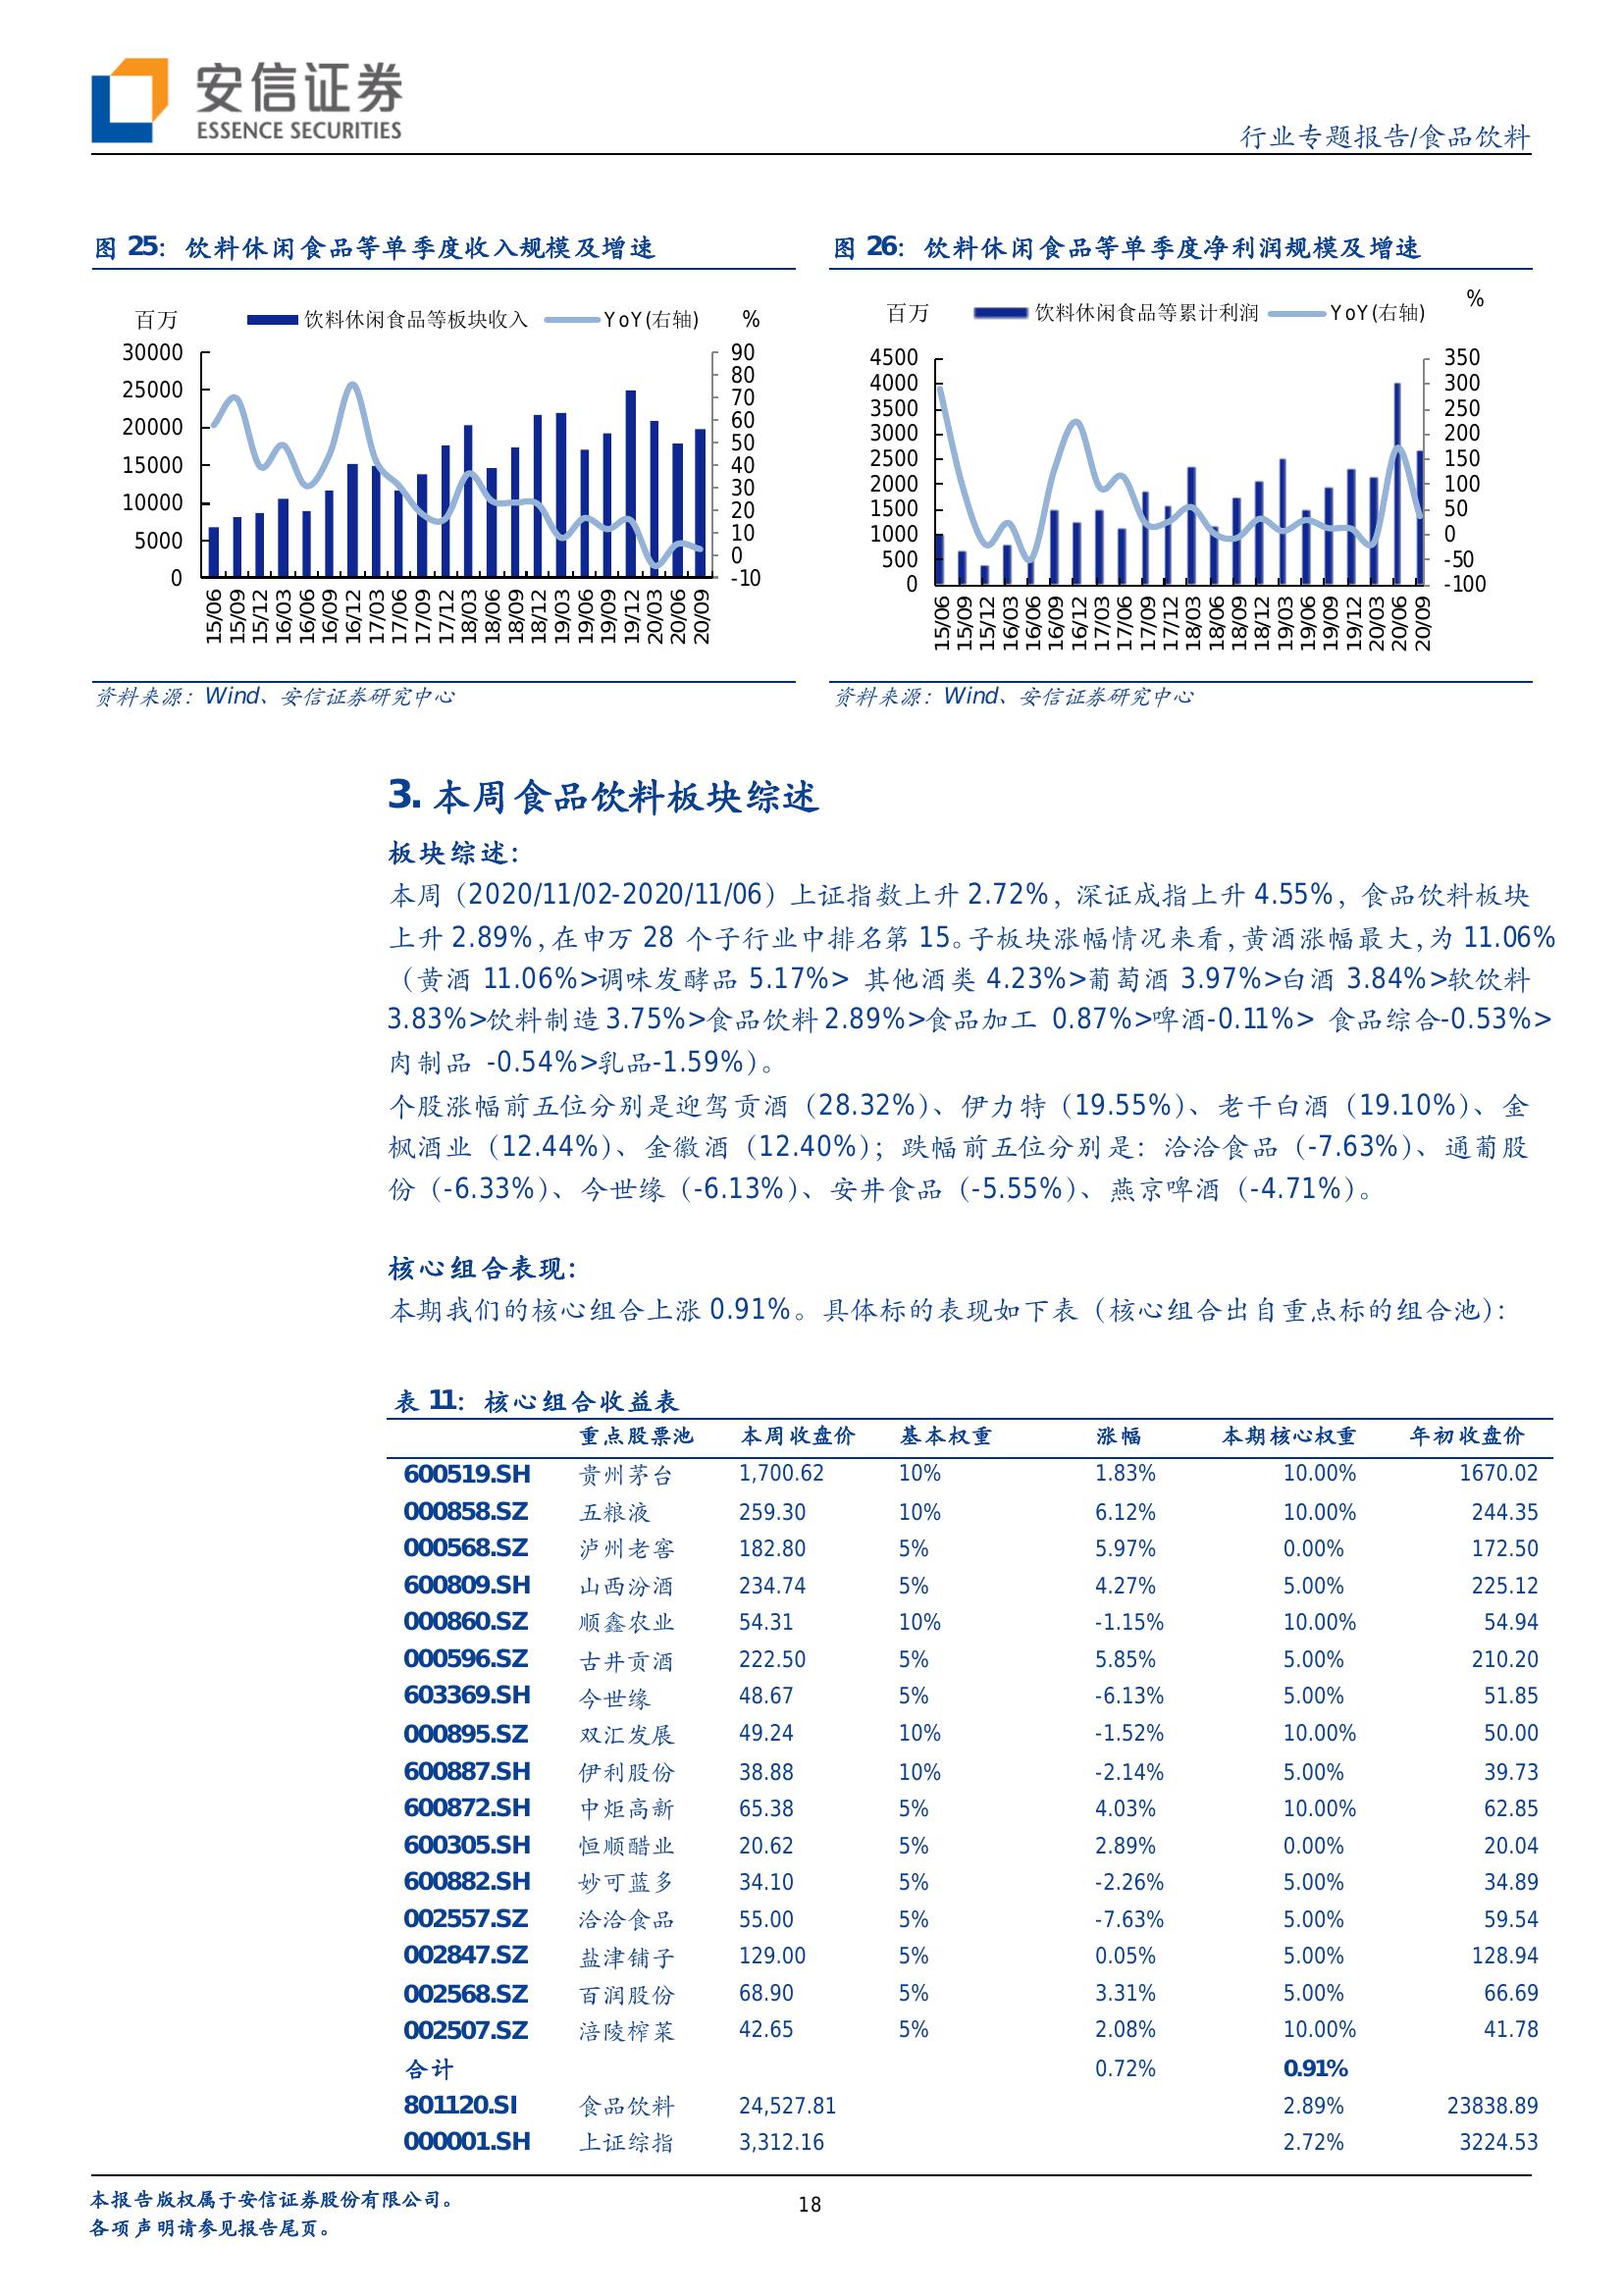 安信证券
ESSENCE SECURITIES
行业专题报告/食品饮料
图 25：饮料休闲食品等单季度收入规模及增速
百万 饮料休闲食品等板块收入 YoY(右轴) %
30000 90
25000 80
20000 70
15000 60
10000 50
5000 40
0 30
20
10
0
-10
15/06 15/09 15/12 16/03 16/06 16/09 16/12 17/03 17/06 17/09 17/12 18/03 18/06 18/09 18/12 19/03 19/06 19/09 19/12 20/03 20/06 20/09
资料来源：Wind、安信证券研究中心
图 26：饮料休闲食品等单季度净利润规模及增速
百万 饮料休闲食品等累计利润 YoY(右轴) %
4500 350
4000 300
3500 250
3000 200
2500 150
2000 100
1500 50
1000 0
500 -50
0 -100
15/06 15/09 15/12 16/03 16/06 16/09 16/12 17/03 17/06 17/09 17/12 18/03 18/06 18/09 18/12 19/03 19/06 19/09 19/12 20/03 20/06 20/09
资料来源：Wind、安信证券研究中心
3. 本周食品饮料板块综述
板块综述：
本周（2020/11/02-2020/11/06）上证指数上升 2.72%，深证成指上升 4.55%，食品饮料板块
上升 2.89%，在申万 28 个子行业中排名第 15。子板块涨幅情况来看，黄酒涨幅最大，为 11.06%
（黄酒 11.06%>调味发酵品 5.17%> 其他酒类 4.23%>葡萄酒 3.97%>白酒 3.84%>软饮料
3.83%>饮料制造 3.75%>食品饮料 2.89%>食品加工 0.87%>啤酒-0.11%> 食品综合-0.53%>
肉制品 -0.54%>乳品-1.59%）。
个股涨幅前五位分别是迎驾贡酒（28.32%）、伊力特（19.55%）、老干白酒（19.10%）、金
枫酒业（12.44%）、金徽酒（12.40%）；跌幅前五位分别是：洽洽食品（-7.63%）、通葡股
份（-6.33%）、今世缘（-6.13%）、安井食品（-5.55%）、燕京啤酒（-4.71%）。
核心组合表现：
本期我们的核心组合上涨 0.91%。具体标的表现如下表（核心组合出自重点标的组合池）：
表 11：核心组合收益表
重点股票池 本周收盘价 基本权重 涨幅 本期核心权重 年初收盘价
600519.SH 贵州茅台 1,700.62 10% 1.83% 10.00% 1670.02
000858.SZ 五粮液 259.30 10% 6.12% 10.00% 244.35
000568.SZ 泸州老窖 182.80 5% 5.97% 0.00% 172.50
600809.SH 山西汾酒 234.74 5% 4.27% 5.00% 225.12
000860.SZ 顺鑫农业 54.31 10% -1.15% 10.00% 54.94
000596.SZ 古井贡酒 222.50 5% 5.85% 5.00% 210.20
603369.SH 今世缘 48.67 5% -6.13% 5.00% 51.85
000895.SZ 双汇发展 49.24 10% -1.52% 10.00% 50.00
600887.SH 伊利股份 38.88 10% -2.14% 5.00% 39.73
600872.SH 中炬高新 65.38 5% 4.03% 10.00% 62.85
600305.SH 恒顺醋业 20.62 5% 2.89% 0.00% 20.04
600882.SH 妙可蓝多 34.10 5% -2.26% 5.00% 34.89
002557.SZ 洽洽食品 55.00 5% -7.63% 5.00% 59.54
002847.SZ 盐津铺子 129.00 5% 0.05% 5.00% 128.94
002568.SZ 百润股份 68.90 5% 3.31% 5.00% 66.69
002507.SZ 涪陵榨菜 42.65 5% 2.08% 10.00% 41.78
合计 0.72% 0.91%
801120.SI 食品饮料 24,527.81 2.89% 23838.89
000001.SH 上证综指 3,312.16 2.72% 3224.53
本报告版权属于安信证券股份有限公司。
各项声明请参见报告尾页。
18